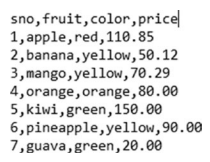 sno,fruit,color,price
1,apple,red,110.85
2,banana,yellow,50.12
3,mango,yellow,70.29
4,orange,orange,80.00
5,kiwi,green,150.00
6,pineapple,yellow,90.00
7,guava,green,20.00